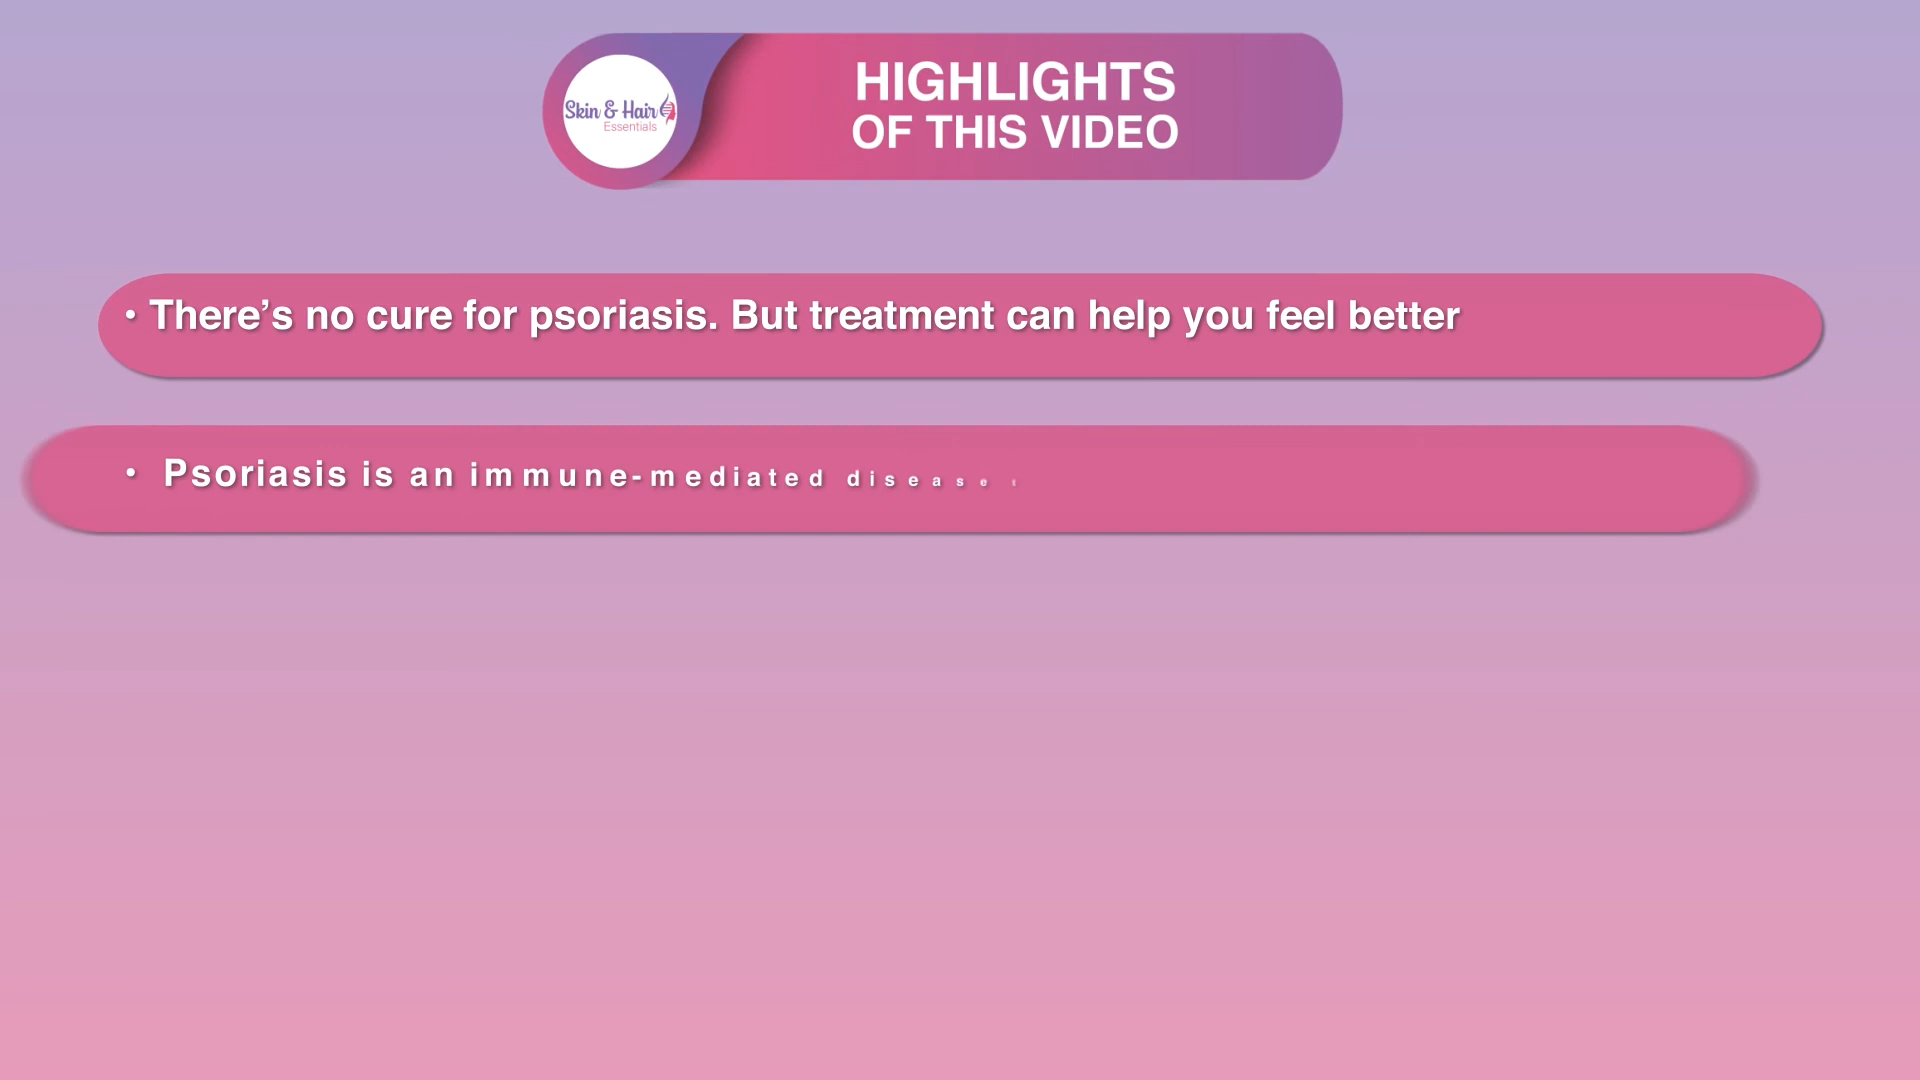 Skin & Hair
Essentials
HIGHLIGHTS
OF THIS VIDEO
• There’s no cure for psoriasis. But treatment can help you feel better
• Psoriasis is an immune-mediated disease t